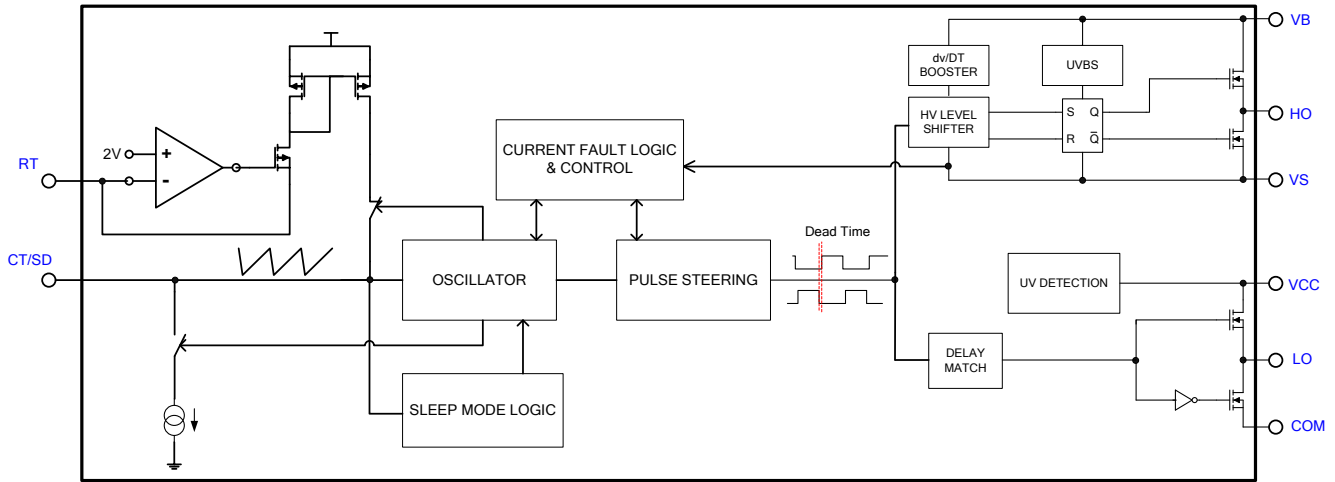 VB
dv/DT
BOOSTER
UVBS
HV LEVEL
SHIFTER
S Q
R Q̅
HO
2V
+
-
RT
CURRENT FAULT LOGIC
& CONTROL
VS
Dead Time
CT/SD
OSCILLATOR
PULSE STEERING
UV DETECTION
VCC
DELAY
MATCH
LO
SLEEP MODE LOGIC
COM